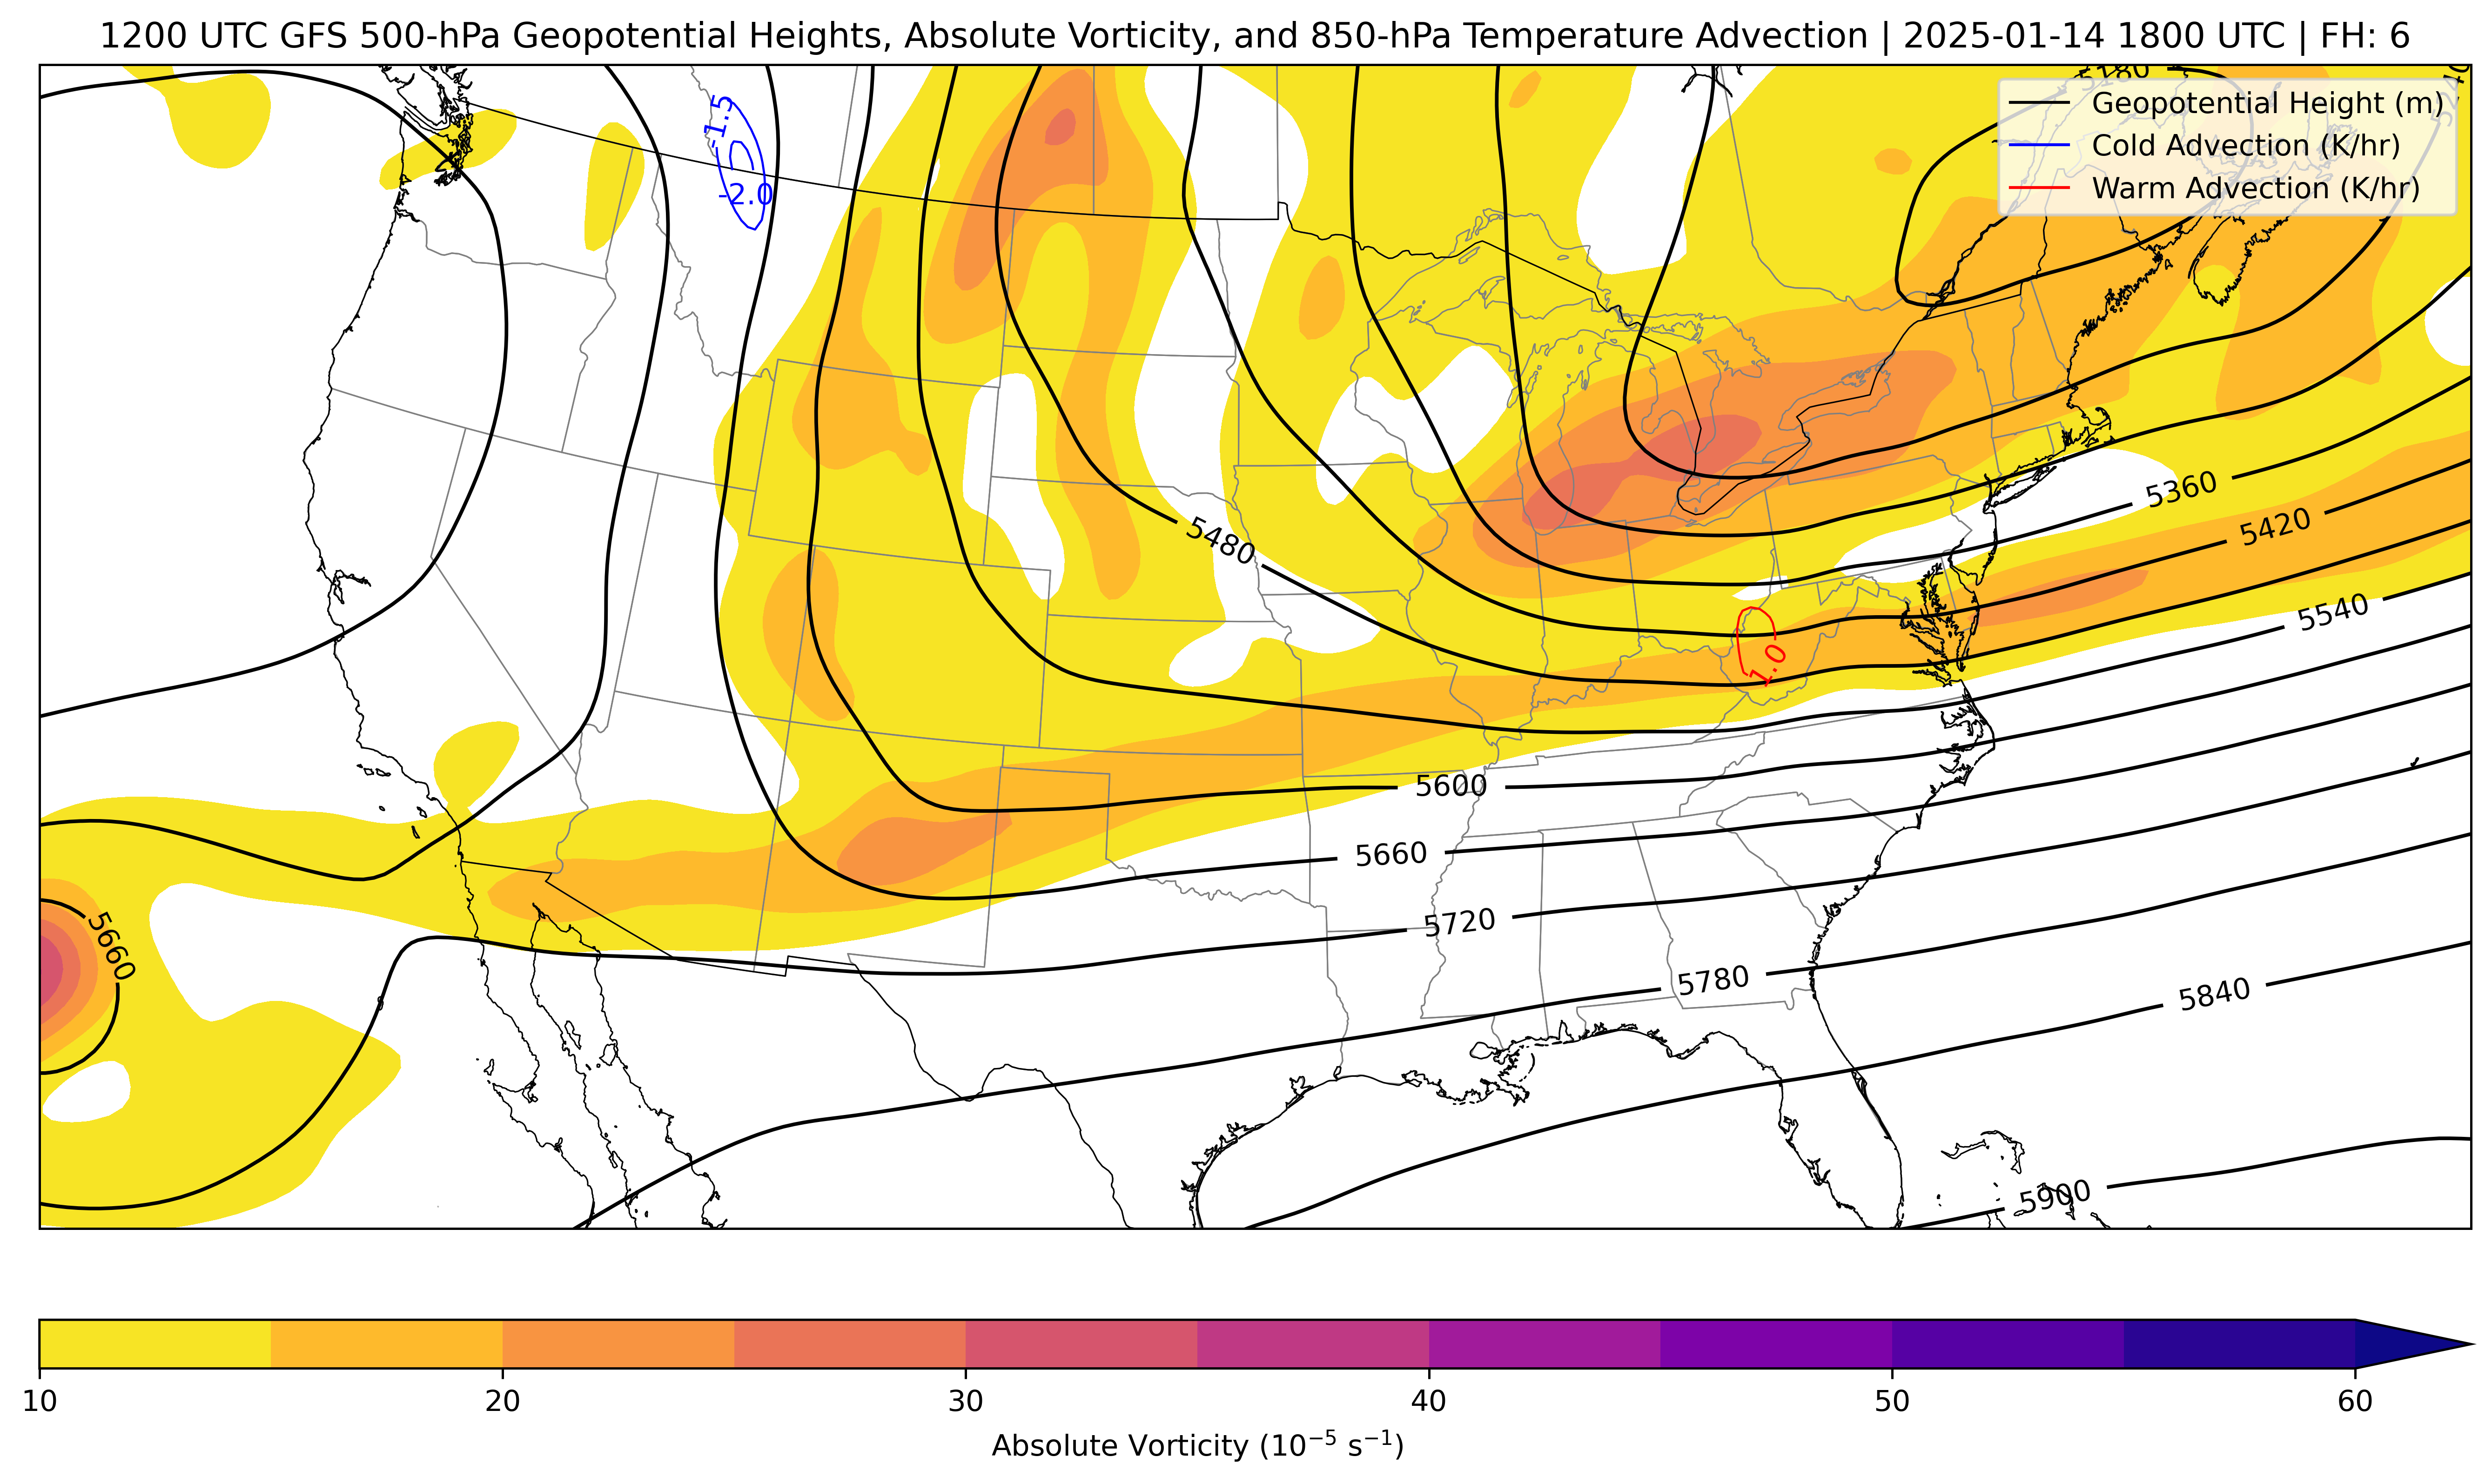 1200 UTC GFS 500-hPa Geopotential Heights, Absolute Vorticity, and 850-hPa Temperature Advection | 2025-01-14 1800 UTC | FH: 6
5180
Geopotential Height (m)
Cold Advection (K/hr)
Warm Advection (K/hr)
-1.5
-2.0
5480
5360
5420
5540
1.0
5600
5660
5720
5660
5780
5840
5900
10 20 30 40 50 60
Absolute Vorticity (10⁻⁵ s⁻¹)